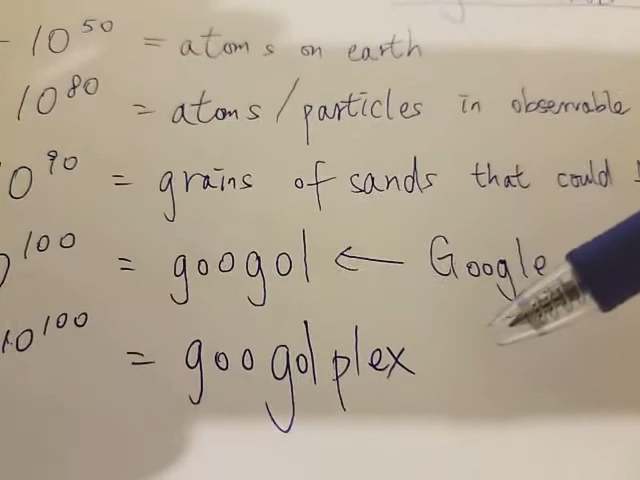 - 10^50 = atoms on earth
10^80 = atoms/particles in observable
10^90 = grains of sands that could
0^100 = googol ← Google
10^100 = googolplex